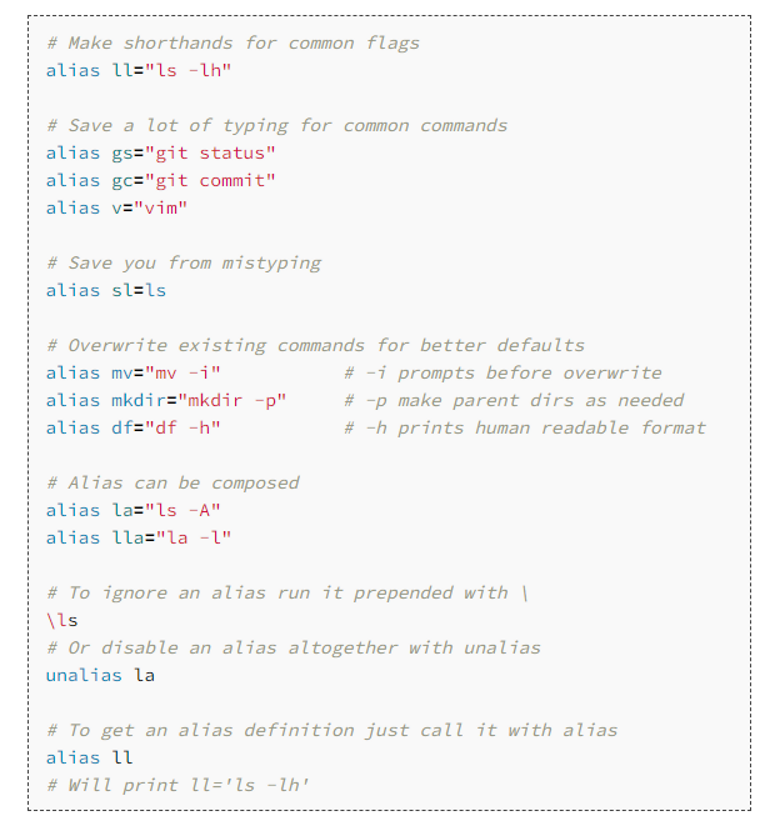 # Make shorthands for common flags
alias ll="ls -lh"
# Save a lot of typing for common commands
alias gs="git status"
alias gc="git commit"
alias v="vim"
# Save you from mistyping
alias sl=ls
# Overwrite existing commands for better defaults
alias mv="mv -i"           # -i prompts before overwrite
alias mkdir="mkdir -p"     # -p make parent dirs as needed
alias df="df -h"           # -h prints human readable format
# Alias can be composed
alias la="ls -A"
alias lla="la -l"
# To ignore an alias run it prepended with \
\ls
# Or disable an alias altogether with unalias
unalias la
# To get an alias definition just call it with alias
alias ll
# Will print ll='ls -lh'